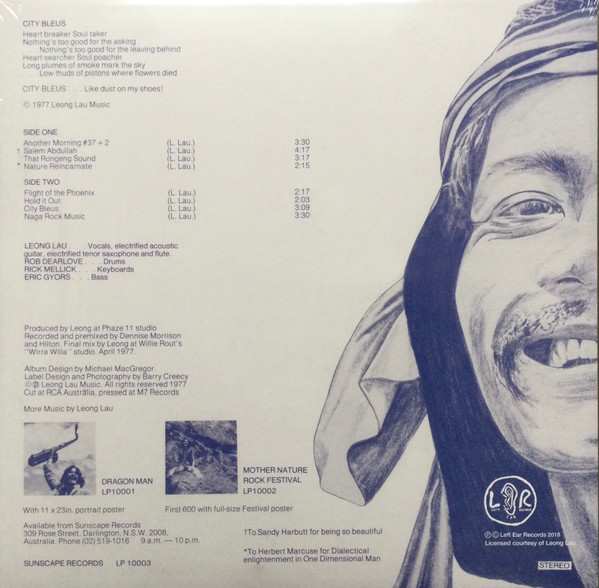 CITY BLEUS
Heart breaker Soul taker
Nothing's too good for the asking
. . . Nothing's too good for the leaving behind
Heart searcher Soul poacher
Long plumes of smoke mark the sky
. . . Low thuds of pistons where flowers died
CITY BLEUS . . . Like dust on my shoes!
© 1977 Leong Lau Music
SIDE ONE
Another Morning #37 + 2 (L. Lau.) 3:30
† Salem Abdullah (L. Lau.) 4:17
That Rongeng Sound (L. Lau.) 3:17
* Nature Reincarnate (L. Lau.) 2:15
SIDE TWO
Flight of the Phoenix (L. Lau.) 2:17
Hold it Out (L. Lau.) 2:03
City Bleus (L. Lau.) 3:09
Naga Rock Music (L. Lau.) 3:30
LEONG LAU . . . Vocals, electrified acoustic
guitar, electrified tenor saxophone and flute.
ROB DEARLOVE . . . Drums
RICK MELLICK . . . Keyboards
ERIC GYORS . . . Bass
Produced by Leong at Phaze 11 studio
Recorded and premixed by Dennise Morrison
and Hilton. Final mix by Leong at Willie Rout's
"Wirra Willa" studio. April 1977.
Album Design by Michael MacGregor
Label Design and Photography by Barry Creecy
©℗ Leong Lau Music. All rights reserved 1977
Cut at RCA Australia, pressed at M7 Records
More Music by Leong Lau
DRAGON MAN
LP10001
MOTHER NATURE
ROCK FESTIVAL
LP10002
With 11 x 23in. portrait poster
First 600 with full-size Festival poster
Available from Sunscape Records
309 Rose Street, Darlington, N.S.W. 2008,
Australia. Phone (02) 519-1016 9 a.m. — 10 p.m.
SUNSCAPE RECORDS LP 10003
†To Sandy Harbutt for being so beautiful
*To Herbert Marcuse for Dialectical
enlightenment in One Dimensional Man
L R
LEFT EAR RECORDS
℗© Left Ear Records 2018
Licensed courtesy of Leong Lau
STEREO